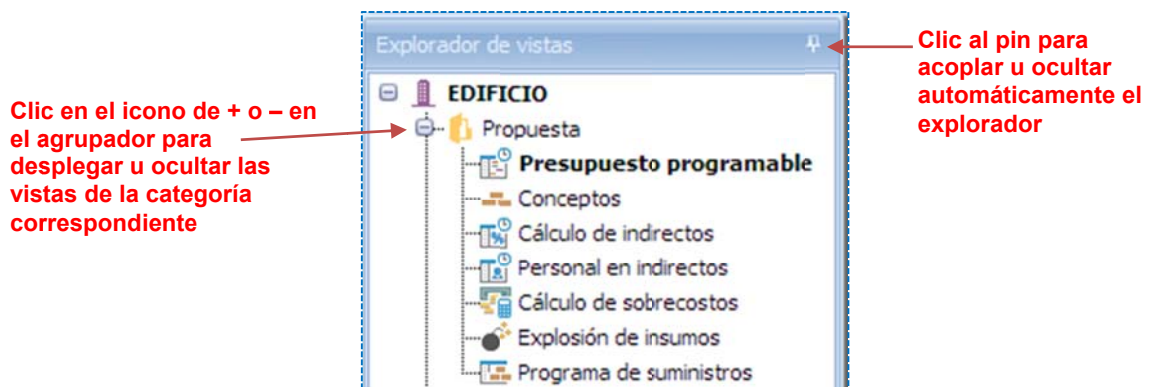 Clic en el icono de + o – en
el agrupador para
desplegar u ocultar las
vistas de la categoría
correspondiente
Explorador de vistas
EDIFICIO
Propuesta
Presupuesto programable
Conceptos
Cálculo de indirectos
Personal en indirectos
Cálculo de sobrecostos
Explosión de insumos
Programa de suministros
Clic al pin para
acoplar u ocultar
automáticamente el
explorador